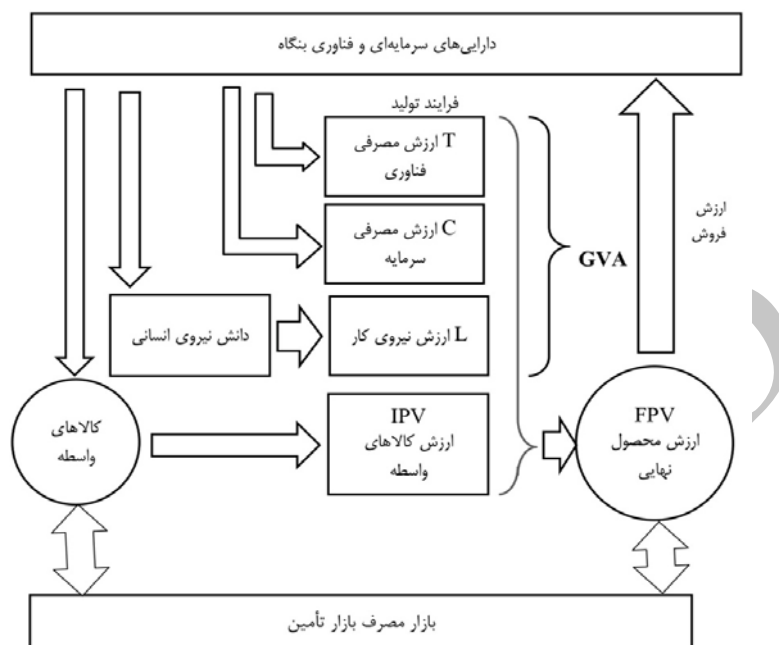 دارایی‌های سرمایه‌ای و فناوری بنگاه
فرایند تولید
T ارزش مصرفی
فناوری
C ارزش مصرفی
سرمایه
ارزش
فروش
GVA
دانش نیروی انسانی
L ارزش نیروی کار
کالاهای
واسطه
IPV
ارزش کالاهای
واسطه
FPV
ارزش محصول
نهایی
بازار مصرف بازار تأمین